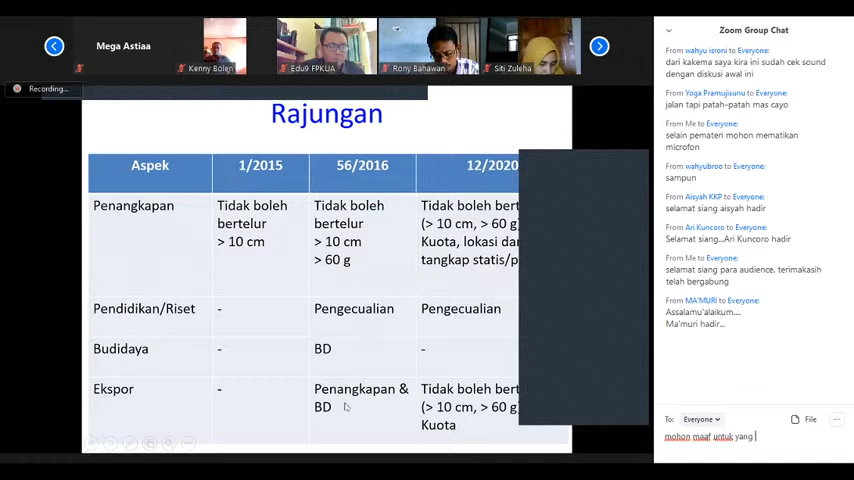 Mega Astiaa
Kenny Bolen
Edu9 FPKUA
Rony Bahawan
Siti Zuleha
Recording...
Rajungan
Aspek 1/2015 56/2016 12/2020
Penangkapan
Tidak boleh
bertelur
> 10 cm
Tidak boleh
bertelur
> 10 cm
> 60 g
Tidak boleh bert
(> 10 cm, > 60 g)
Kuota, lokasi dan
tangkap statis/p
Pendidikan/Riset - Pengecualian Pengecualian
Budidaya - BD -
Ekspor -
Penangkapan &
BD
Tidak boleh bert
(> 10 cm, > 60 g)
Kuota
Zoom Group Chat
From wahyu isroni to Everyone:
dari kakema saya kira ini sudah cek sound
dengan diskusi awal ini
From Yoga Pramujisunu to Everyone:
jalan tapi patah-patah mas cayo
From Me to Everyone:
selain pemateri mohon mematikan
microfon
From wahyubroo to Everyone:
sampun
From Aisyah KKP to Everyone:
selamat siang aisyah hadir
From Ari Kuncoro to Everyone:
Selamat siang...Ari Kuncoro hadir
From Me to Everyone:
selamat siang para audience, terimakasih
telah bergabung
From MA'MURI to Everyone:
Assalamu'alaikum....
Ma'muri hadir...
To: Everyone File ...
mohon maaf untuk yang